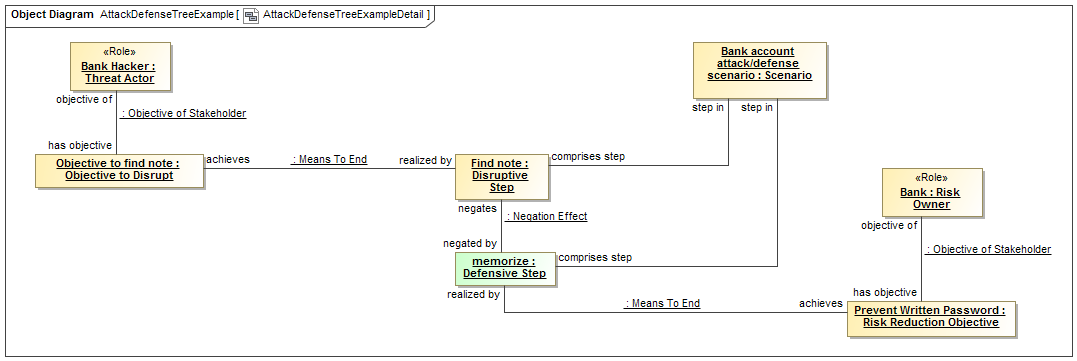 Object Diagram AttackDefenseTreeExample [ AttackDefenseTreeExampleDetail ]
«Role»
Bank Hacker :
Threat Actor
objective of
: Objective of Stakeholder
has objective
Objective to find note :
Objective to Disrupt
achieves
: Means To End
realized by
Find note :
Disruptive
Step
comprises step
Bank account
attack/defense
scenario : Scenario
step in
step in
negates
: Negation Effect
negated by
memorize :
Defensive Step
comprises step
realized by
: Means To End
achieves
«Role»
Bank : Risk
Owner
objective of
: Objective of Stakeholder
has objective
Prevent Written Password :
Risk Reduction Objective